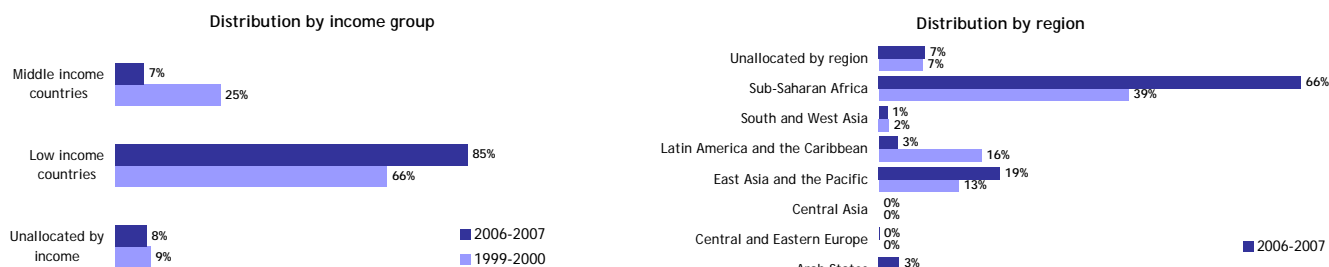 Distribution by income group
Middle income
countries
7%
25%
Low income
countries
85%
66%
Unallocated by
income
8%
9%
2006-2007
1999-2000
Distribution by region
Unallocated by region
7%
7%
Sub-Saharan Africa
66%
39%
South and West Asia
1%
2%
Latin America and the Caribbean
3%
16%
East Asia and the Pacific
19%
13%
Central Asia
0%
0%
Central and Eastern Europe
0%
0%
Arab States
3%
2006-2007